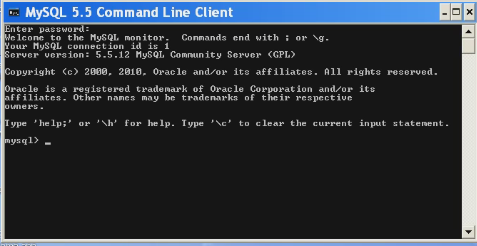 MySQL 5.5 Command Line Client
Enter password:
Welcome to the MySQL monitor.  Commands end with ; or \g.
Your MySQL connection id is 1
Server version: 5.5.12 MySQL Community Server (GPL)
Copyright (c) 2000, 2010, Oracle and/or its affiliates. All rights reserved.
Oracle is a registered trademark of Oracle Corporation and/or its
affiliates. Other names may be trademarks of their respective
owners.
Type 'help;' or '\h' for help. Type '\c' to clear the current input statement.
mysql> _